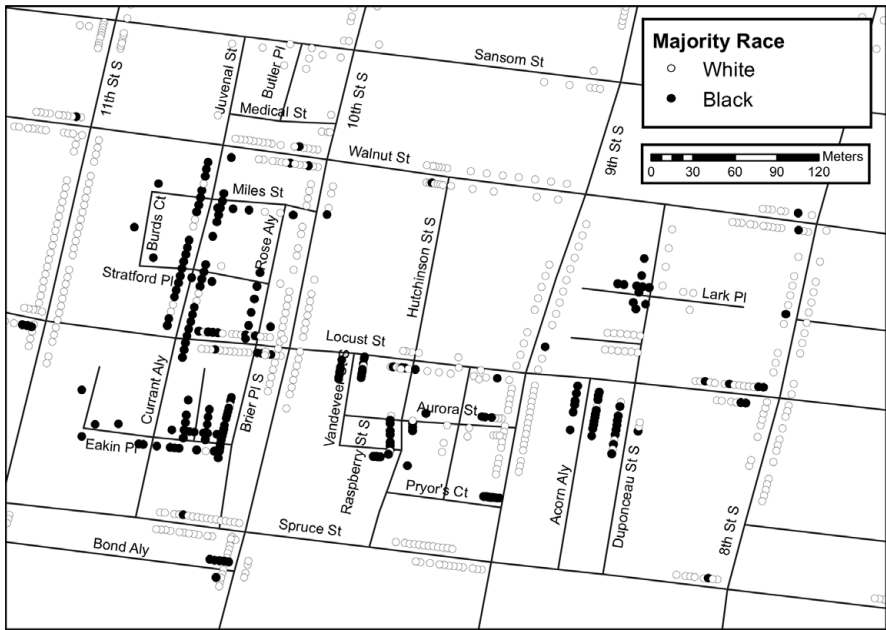 Majority Race
White
Black
Meters
0 30 60 90 120
Sansom St
11th St S
Juvenal St
Butler Pl
10th St S
9th St S
Medical St
Walnut St
Miles St
Burds Ct
Rose Aly
Hutchinson St S
Stratford Pl
Lark Pl
Locust St
Currant Aly
Brier Pl S
Vandeveer St S
Aurora St
Eakin Pl
Raspberry St S
Pryor's Ct
Acorn Aly
Duponceau St S
8th St S
Spruce St
Bond Aly